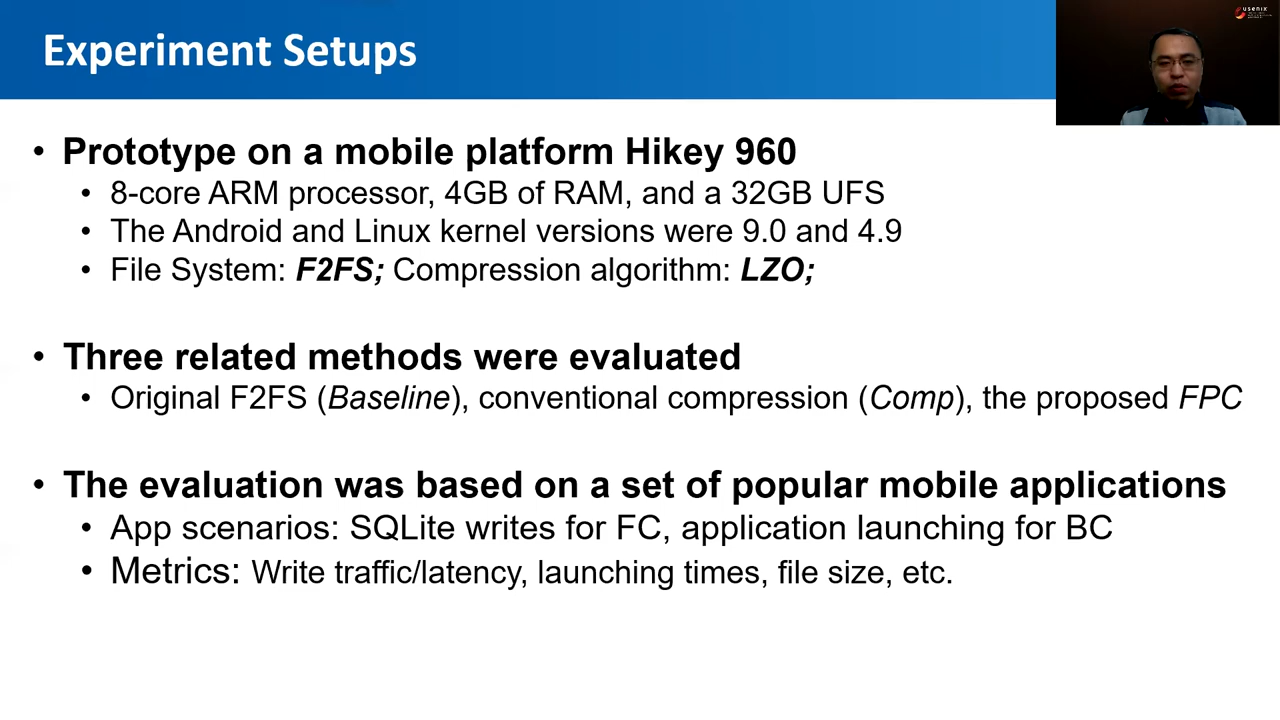 Experiment Setups
usenix
• Prototype on a mobile platform Hikey 960
• 8-core ARM processor, 4GB of RAM, and a 32GB UFS
• The Android and Linux kernel versions were 9.0 and 4.9
• File System: F2FS; Compression algorithm: LZO;
• Three related methods were evaluated
• Original F2FS (Baseline), conventional compression (Comp), the proposed FPC
• The evaluation was based on a set of popular mobile applications
• App scenarios: SQLite writes for FC, application launching for BC
• Metrics: Write traffic/latency, launching times, file size, etc.